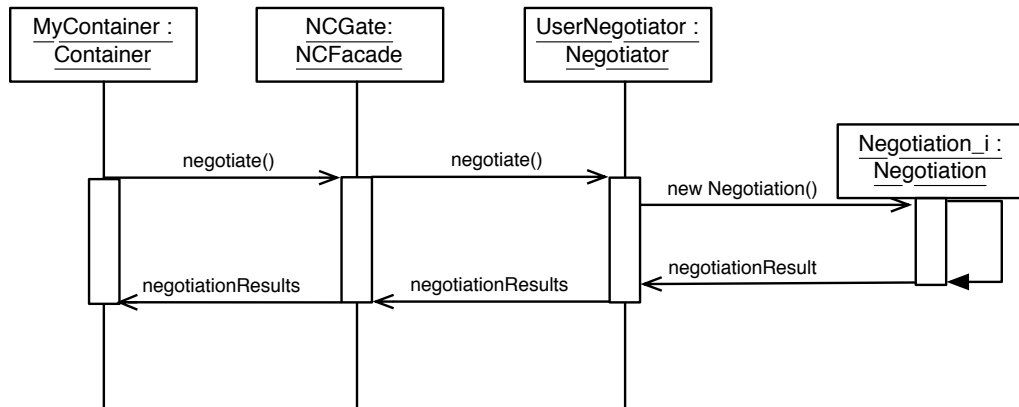 MyContainer :
Container
NCGate:
NCFacade
UserNegotiator :
Negotiator
Negotiation_i :
Negotiation
negotiate()
negotiate()
new Negotiation()
negotiationResult
negotiationResults
negotiationResults